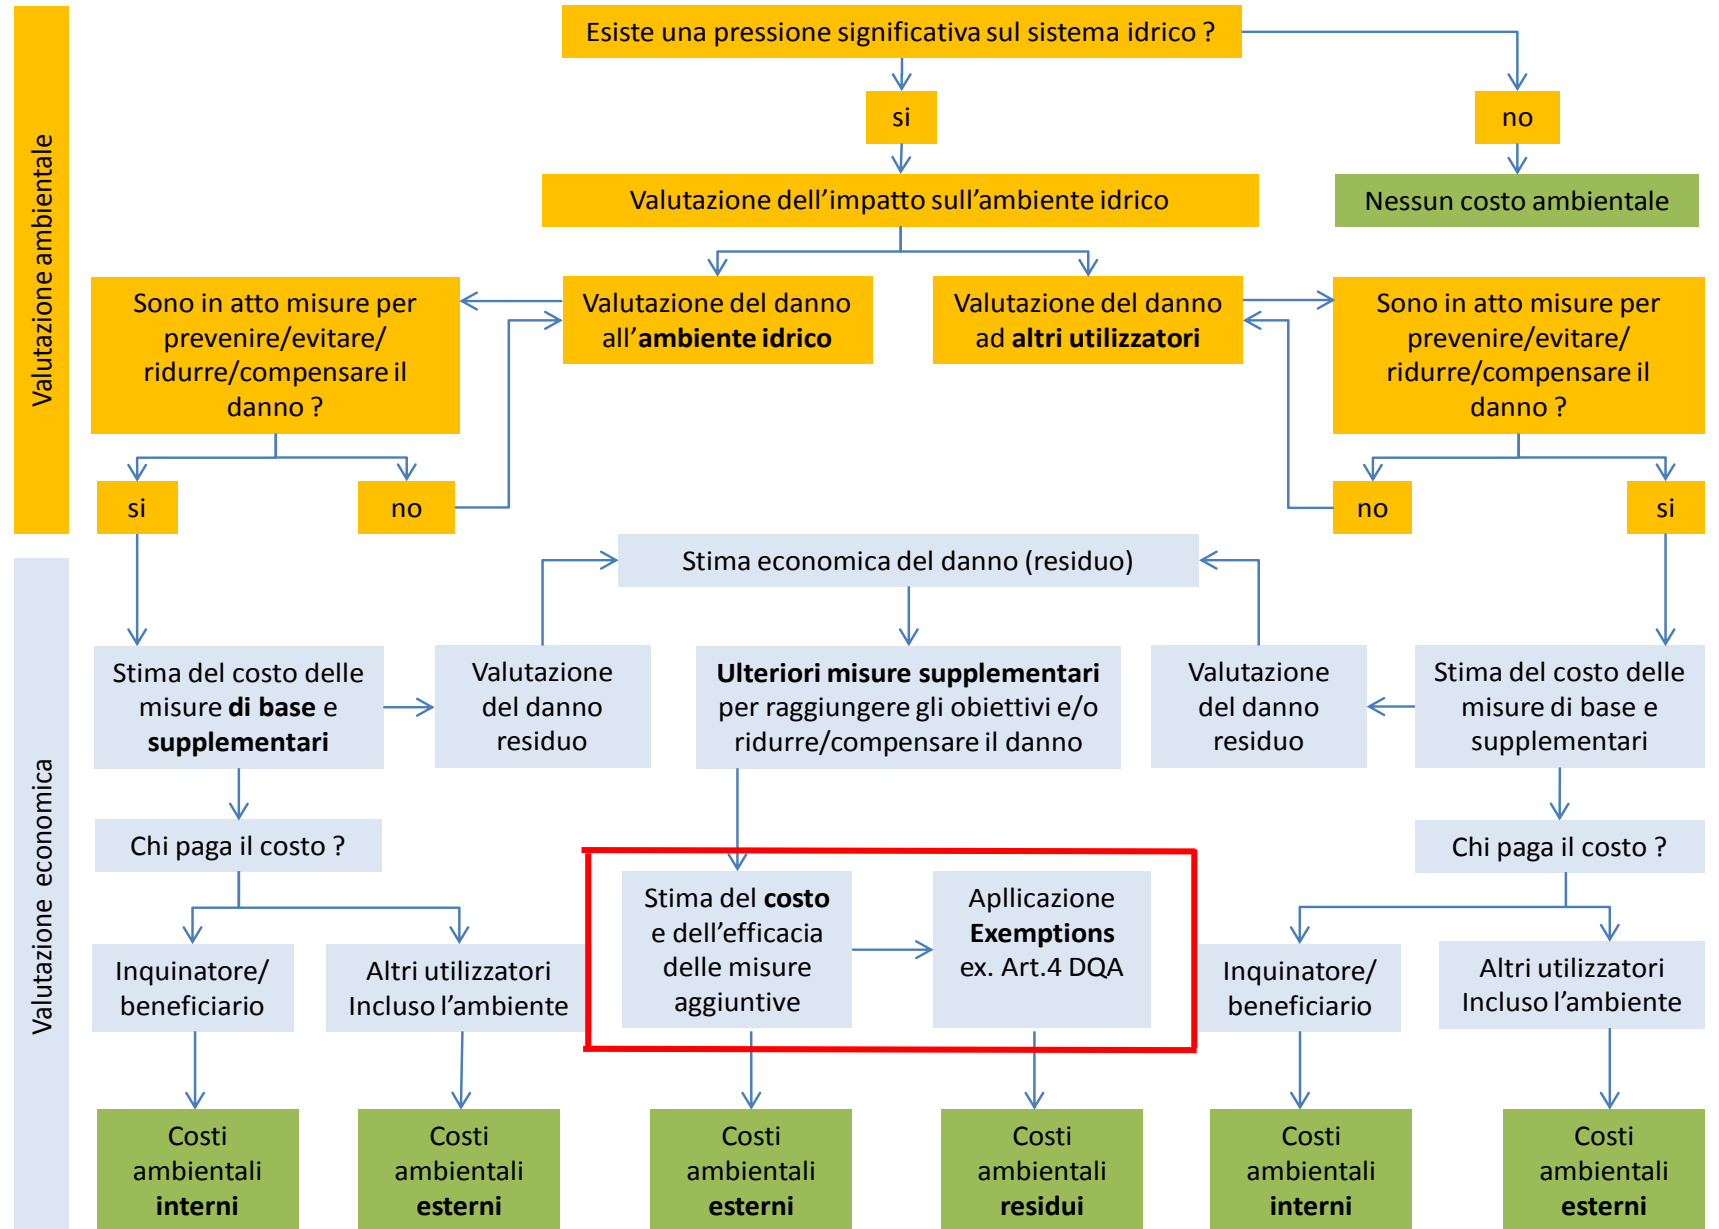 Valutazione ambientale
Esiste una pressione significativa sul sistema idrico ?
si
no
Valutazione dell’impatto sull’ambiente idrico
Nessun costo ambientale
Sono in atto misure per
prevenire/evitare/
ridurre/compensare il
danno ?
Valutazione del danno
all’ambiente idrico
Valutazione del danno
ad altri utilizzatori
Sono in atto misure per
prevenire/evitare/
ridurre/compensare il
danno ?
si
no
no
si
Valutazione economica
Stima economica del danno (residuo)
Stima del costo delle
misure di base e
supplementari
Valutazione
del danno
residuo
Ulteriori misure supplementari
per raggiungere gli obiettivi e/o
ridurre/compensare il danno
Valutazione
del danno
residuo
Stima del costo delle
misure di base e
supplementari
Chi paga il costo ?
Chi paga il costo ?
Inquinatore/
beneficiario
Altri utilizzatori
Incluso l’ambiente
Stima del costo
e dell’efficacia
delle misure
aggiuntive
Apllicazione
Exemptions
ex. Art.4 DQA
Inquinatore/
beneficiario
Altri utilizzatori
Incluso l’ambiente
Costi
ambientali
interni
Costi
ambientali
esterni
Costi
ambientali
esterni
Costi
ambientali
residui
Costi
ambientali
interni
Costi
ambientali
esterni